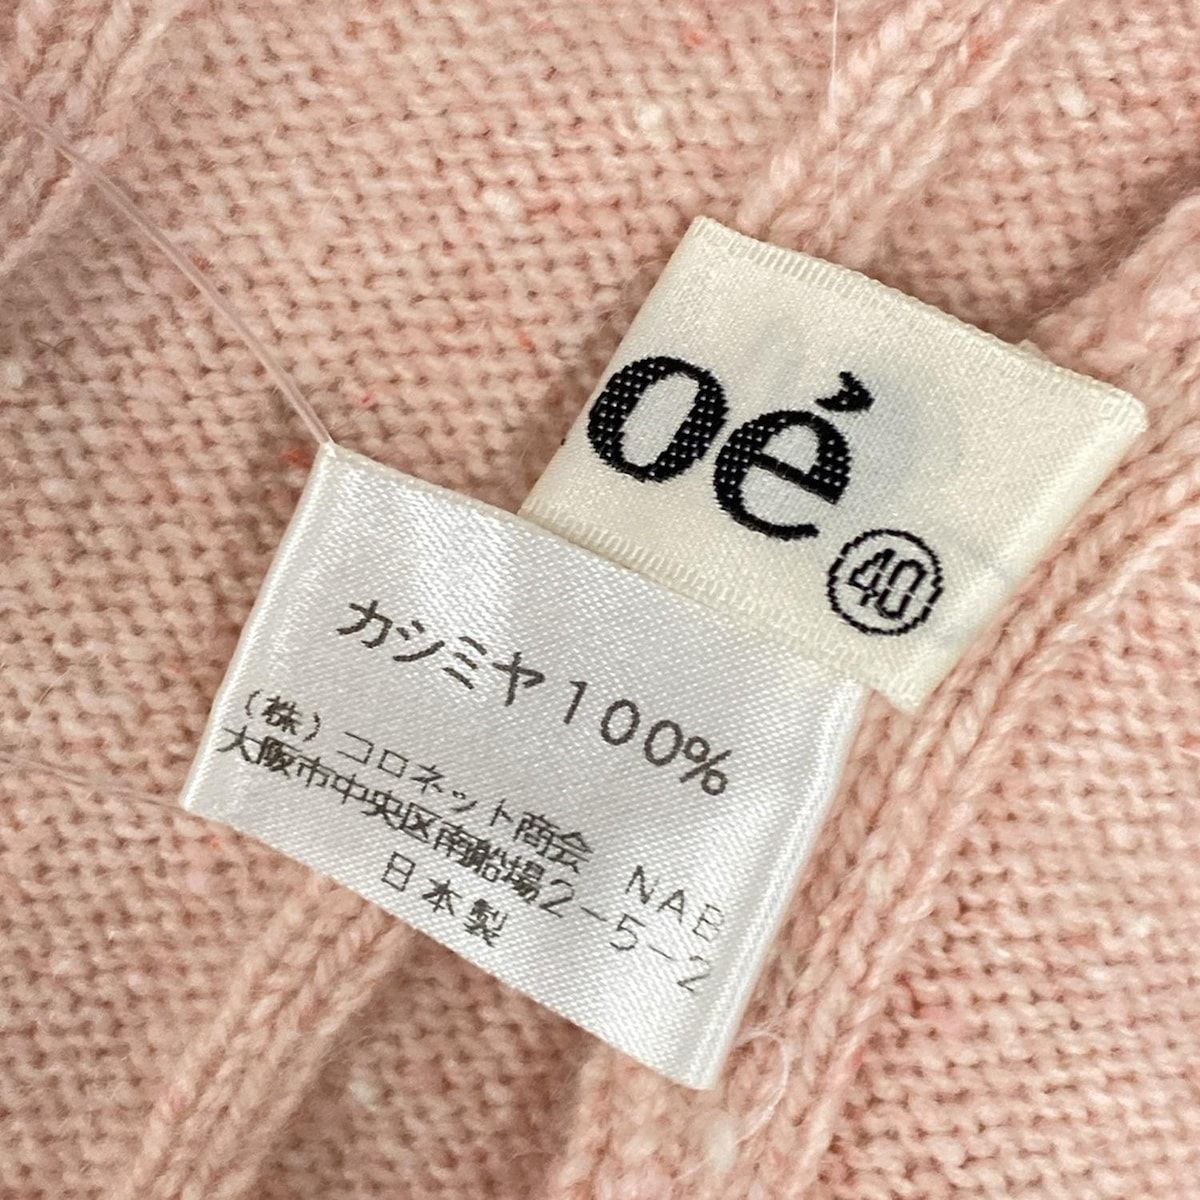 oé
40
カシミヤ100%
(株)コロネット商会 NAB
大阪市中央区南船場2-5-2
日本製